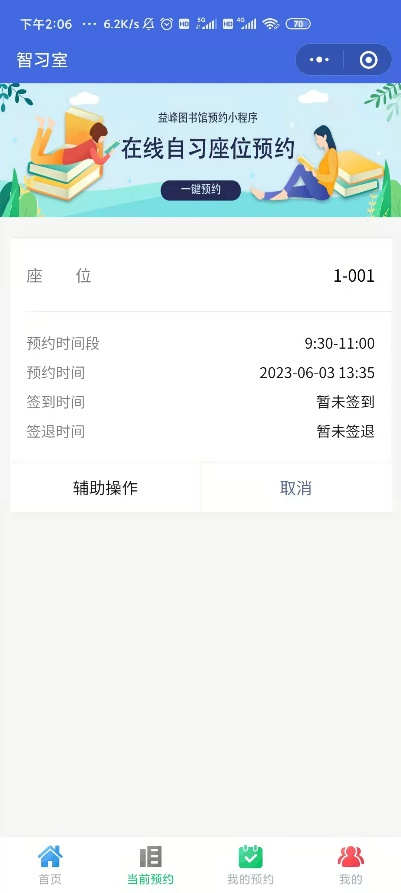 下午2:06 ··· 6.2K/s HD 5G HD 4G 70
智习室
益峰图书馆预约小程序
在线自习座位预约
一键预约
座 位 1-001
预约时间段 9:30-11:00
预约时间 2023-06-03 13:35
签到时间 暂未签到
签退时间 暂未签退
辅助操作 取消
首页 当前预约 我的预约 我的